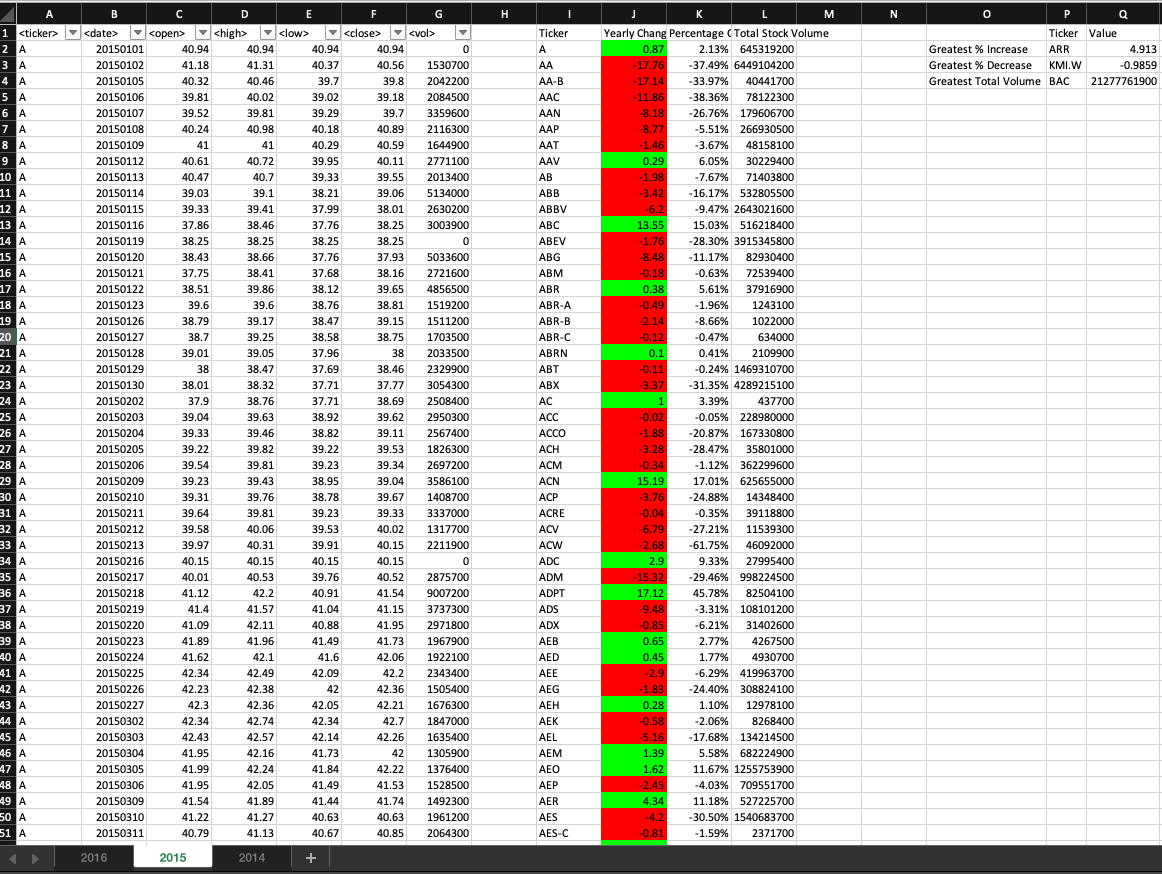 A B C D E F G H I J K L M N O P Q
1 <ticker> <date> <open> <high> <low> <close> <vol> Ticker Yearly Chang Percentage C Total Stock Volume Ticker Value
2 A 20150101 40.94 40.94 40.94 40.94 0 A 0.87 2.13% 645319200 Greatest % Increase ARR 4.913
3 A 20150102 41.18 41.31 40.37 40.56 1530700 AA -17.76 -37.49% 6449104200 Greatest % Decrease KMI.W -0.9859
4 A 20150105 40.32 40.46 39.7 39.8 2042200 AA-B -17.14 -33.97% 40441700 Greatest Total Volume BAC 21277761900
5 A 20150106 39.81 40.02 39.02 39.18 2084500 AAC -11.86 -38.36% 78122300
6 A 20150107 39.52 39.81 39.29 39.7 3359600 AAN -8.18 -26.76% 179606700
7 A 20150108 40.24 40.98 40.18 40.89 2116300 AAP -8.77 -5.51% 266930500
8 A 20150109 41 41 40.29 40.59 1644900 AAT -1.46 -3.67% 48158100
9 A 20150112 40.61 40.72 39.95 40.11 2771100 AAV 0.29 6.05% 30229400
10 A 20150113 40.47 40.7 39.33 39.55 2013400 AB -1.98 -7.67% 71403800
11 A 20150114 39.03 39.1 38.21 39.06 5134000 ABB -3.42 -16.17% 532805500
12 A 20150115 39.33 39.41 37.99 38.01 2630200 ABBV -6.2 -9.47% 2643021600
13 A 20150116 37.86 38.46 37.76 38.25 3003900 ABC 13.55 15.03% 516218400
14 A 20150119 38.25 38.25 38.25 38.25 0 ABEV -1.76 -28.30% 3915345800
15 A 20150120 38.43 38.66 37.76 37.93 5033600 ABG -8.48 -11.17% 82930400
16 A 20150121 37.75 38.41 37.68 38.16 2721600 ABM -0.18 -0.63% 72539400
17 A 20150122 38.51 39.86 38.12 39.65 4856500 ABR 0.38 5.61% 37916900
18 A 20150123 39.6 39.6 38.76 38.81 1519200 ABR-A -0.49 -1.96% 1243100
19 A 20150126 38.79 39.17 38.47 39.15 1511200 ABR-B -2.14 -8.66% 1022000
20 A 20150127 38.7 39.25 38.58 38.75 1703500 ABR-C -0.12 -0.47% 634000
21 A 20150128 39.01 39.05 37.96 38 2033500 ABRN 0.1 0.41% 2109900
22 A 20150129 38 38.47 37.69 38.46 2329900 ABT -0.11 -0.24% 1469310700
23 A 20150130 38.01 38.32 37.71 37.77 3054300 ABX -3.37 -31.35% 4289215100
24 A 20150202 37.9 38.76 37.71 38.69 2508400 AC 1 3.39% 437700
25 A 20150203 39.04 39.63 38.92 39.62 2950300 ACC -0.02 -0.05% 228980000
26 A 20150204 39.33 39.46 38.82 39.11 2567400 ACCO -1.88 -20.87% 167330800
27 A 20150205 39.22 39.82 39.22 39.53 1826300 ACH -3.28 -28.47% 35801000
28 A 20150206 39.54 39.81 39.23 39.34 2697200 ACM -0.34 -1.12% 362299600
29 A 20150209 39.23 39.43 38.95 39.04 3586100 ACN 15.19 17.01% 625655000
30 A 20150210 39.31 39.76 38.78 39.67 1408700 ACP -3.76 -24.88% 14348400
31 A 20150211 39.64 39.81 39.23 39.33 3337000 ACRE -0.04 -0.35% 39118800
32 A 20150212 39.58 40.06 39.53 40.02 1317700 ACV -6.79 -27.21% 11539300
33 A 20150213 39.97 40.31 39.91 40.15 2211900 ACW -2.68 -61.75% 46092000
34 A 20150216 40.15 40.15 40.15 40.15 0 ADC 2.9 9.33% 27995400
35 A 20150217 40.01 40.53 39.76 40.52 2875700 ADM -15.32 -29.46% 998224500
36 A 20150218 41.12 42.2 40.91 41.54 9007200 ADPT 17.12 45.78% 82504100
37 A 20150219 41.4 41.57 41.04 41.15 3737300 ADS -9.48 -3.31% 108101200
38 A 20150220 41.09 42.11 40.88 41.95 2971800 ADX -0.85 -6.21% 31402600
39 A 20150223 41.89 41.96 41.49 41.73 1967900 AEB 0.65 2.77% 4267500
40 A 20150224 41.62 42.1 41.6 42.06 1922100 AED 0.45 1.77% 4930700
41 A 20150225 42.34 42.49 42.09 42.2 2343400 AEE -2.9 -6.29% 419963700
42 A 20150226 42.23 42.38 42 42.36 1505400 AEG -1.83 -24.40% 308824100
43 A 20150227 42.3 42.36 42.05 42.21 1676300 AEH 0.28 1.10% 12978100
44 A 20150302 42.34 42.74 42.34 42.7 1847000 AEK -0.58 -2.06% 8268400
45 A 20150303 42.43 42.57 42.14 42.26 1635400 AEL -5.16 -17.68% 134214500
46 A 20150304 41.95 42.16 41.73 42 1305900 AEM 1.39 5.58% 682224900
47 A 20150305 41.99 42.24 41.84 42.22 1376400 AEO 1.62 11.67% 1255753900
48 A 20150306 41.95 42.05 41.49 41.53 1528500 AEP -2.45 -4.03% 709551700
49 A 20150309 41.54 41.89 41.44 41.74 1492300 AER 4.34 11.18% 527225700
50 A 20150310 41.22 41.27 40.63 40.63 1961200 AES -4.2 -30.50% 1540683700
51 A 20150311 40.79 41.13 40.67 40.85 2064300 AES-C -0.81 -1.59% 2371700
2016 2015 2014 +